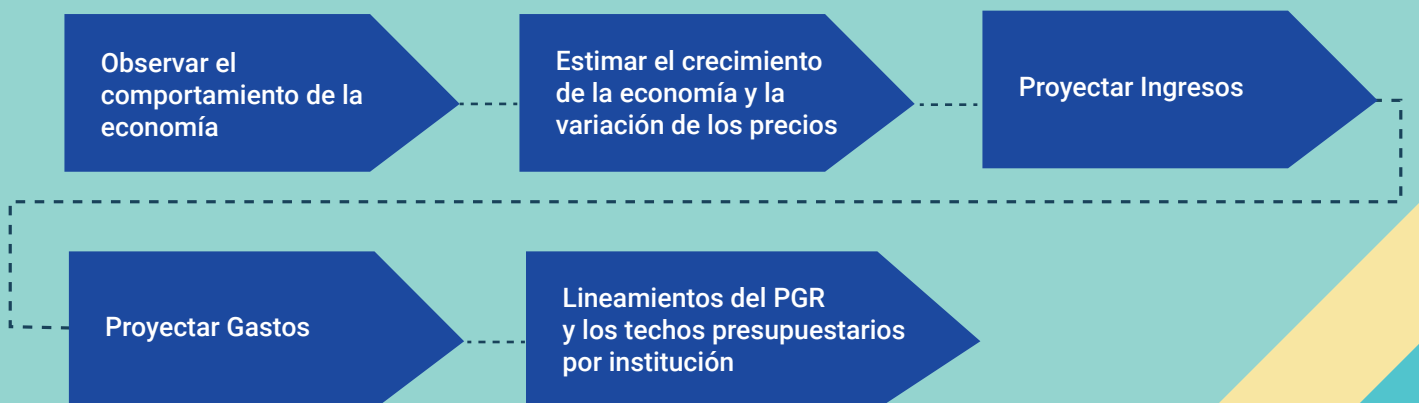 Observar el
comportamiento de la
economía
Estimar el crecimiento
de la economía y la
variación de los precios
Proyectar Ingresos
Proyectar Gastos
Lineamientos del PGR
y los techos presupuestarios
por institución